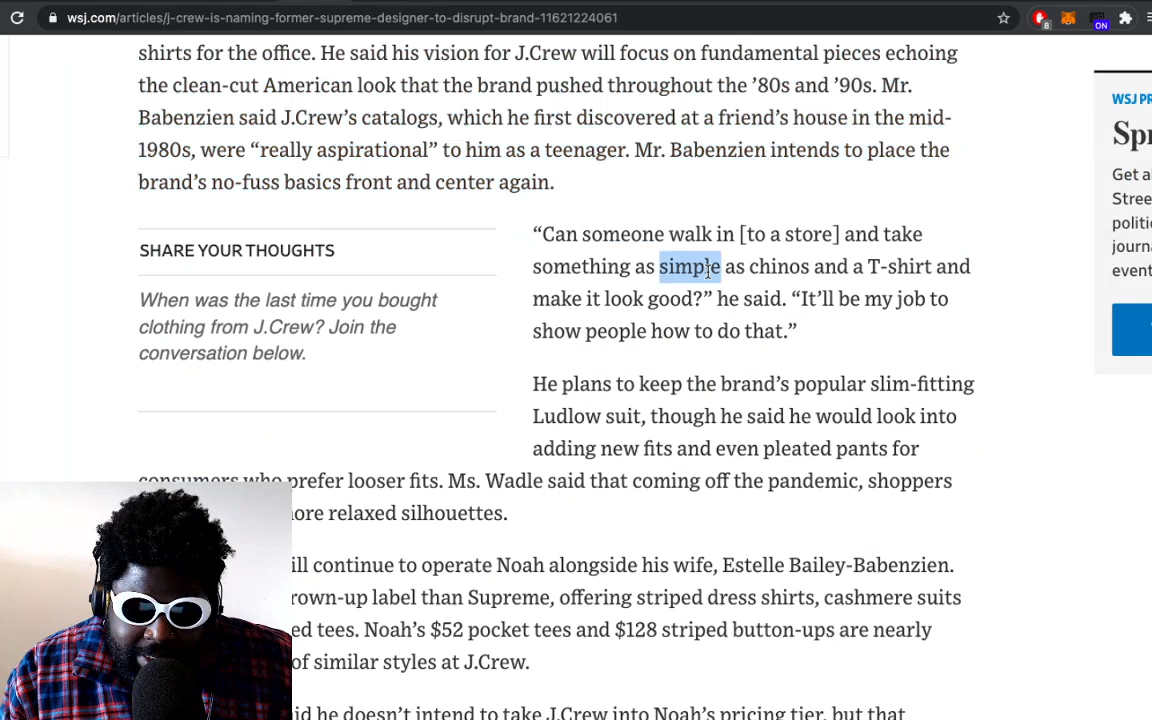 wsj.com/articles/j-crew-is-naming-former-supreme-designer-to-disrupt-brand-11621224061
8
ON
shirts for the office. He said his vision for J.Crew will focus on fundamental pieces echoing
the clean-cut American look that the brand pushed throughout the ’80s and ’90s. Mr.
Babenzien said J.Crew’s catalogs, which he first discovered at a friend’s house in the mid-
1980s, were “really aspirational” to him as a teenager. Mr. Babenzien intends to place the
brand’s no-fuss basics front and center again.
SHARE YOUR THOUGHTS
When was the last time you bought
clothing from J.Crew? Join the
conversation below.
“Can someone walk in [to a store] and take
something as simple as chinos and a T-shirt and
make it look good?” he said. “It’ll be my job to
show people how to do that.”
He plans to keep the brand’s popular slim-fitting
Ludlow suit, though he said he would look into
adding new fits and even pleated pants for
consumers who prefer looser fits. Ms. Wadle said that coming off the pandemic, shoppers
ore relaxed silhouettes.
ill continue to operate Noah alongside his wife, Estelle Bailey-Babenzien.
rown-up label than Supreme, offering striped dress shirts, cashmere suits
ed tees. Noah’s $52 pocket tees and $128 striped button-ups are nearly
of similar styles at J.Crew.
id he doesn’t intend to take J.Crew into Noah’s pricing tier, but that
WSJ PR
Spr
Get a
Stree
politi
journ
event